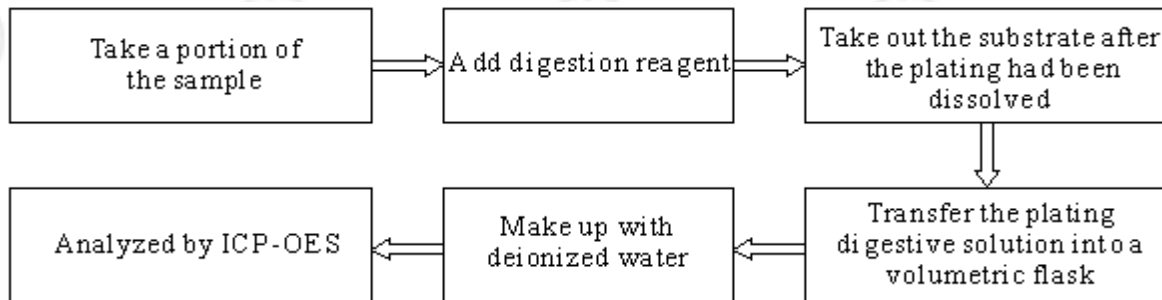 Take a portion of
the sample
Add digestion reagent
Take out the substrate after
the plating had been
dissolved
Transfer the plating
digestive solution into a
volumetric flask
Make up with
deionized water
Analyzed by ICP-OES